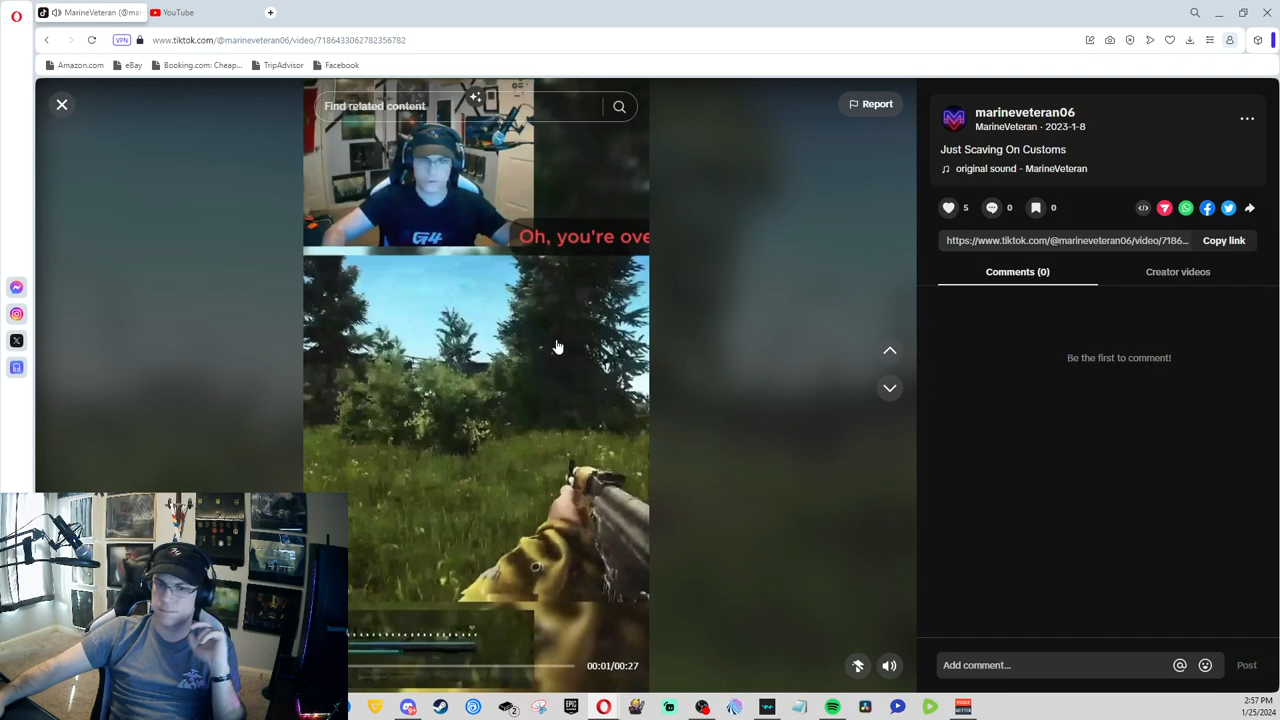 MarineVeteran (@ma
YouTube
VPN
www.tiktok.com/@marineveteran06/video/7186433062782356782
Amazon.com
eBay
Booking.com: Cheap...
TripAdvisor
Facebook
Find related content
Report
Oh, you're ove
G4
marineveteran06
MarineVeteran · 2023-1-8
Just Scaving On Customs
original sound - MarineVeteran
5
0
0
https://www.tiktok.com/@marineveteran06/video/7186...
Copy link
Comments (0)
Creator videos
Be the first to comment!
00:01/00:27
Add comment...
Post
2:57 PM
1/25/2024